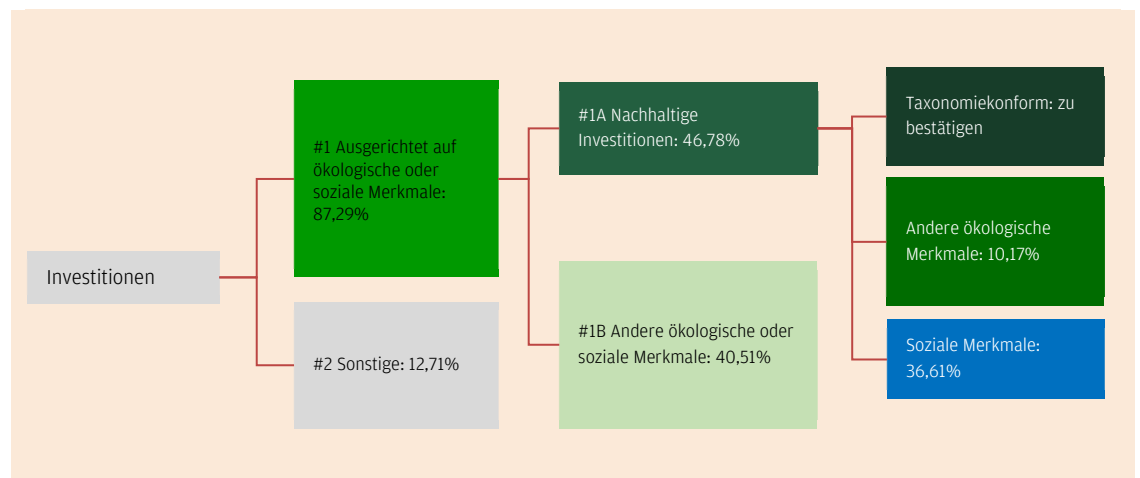 Investitionen
#1 Ausgerichtet auf
ökologische oder
soziale Merkmale:
87,29%
#2 Sonstige: 12,71%
#1A Nachhaltige
Investitionen: 46,78%
#1B Andere ökologische oder
soziale Merkmale: 40,51%
Taxonomiekonform: zu
bestätigen
Andere ökologische
Merkmale: 10,17%
Soziale Merkmale:
36,61%